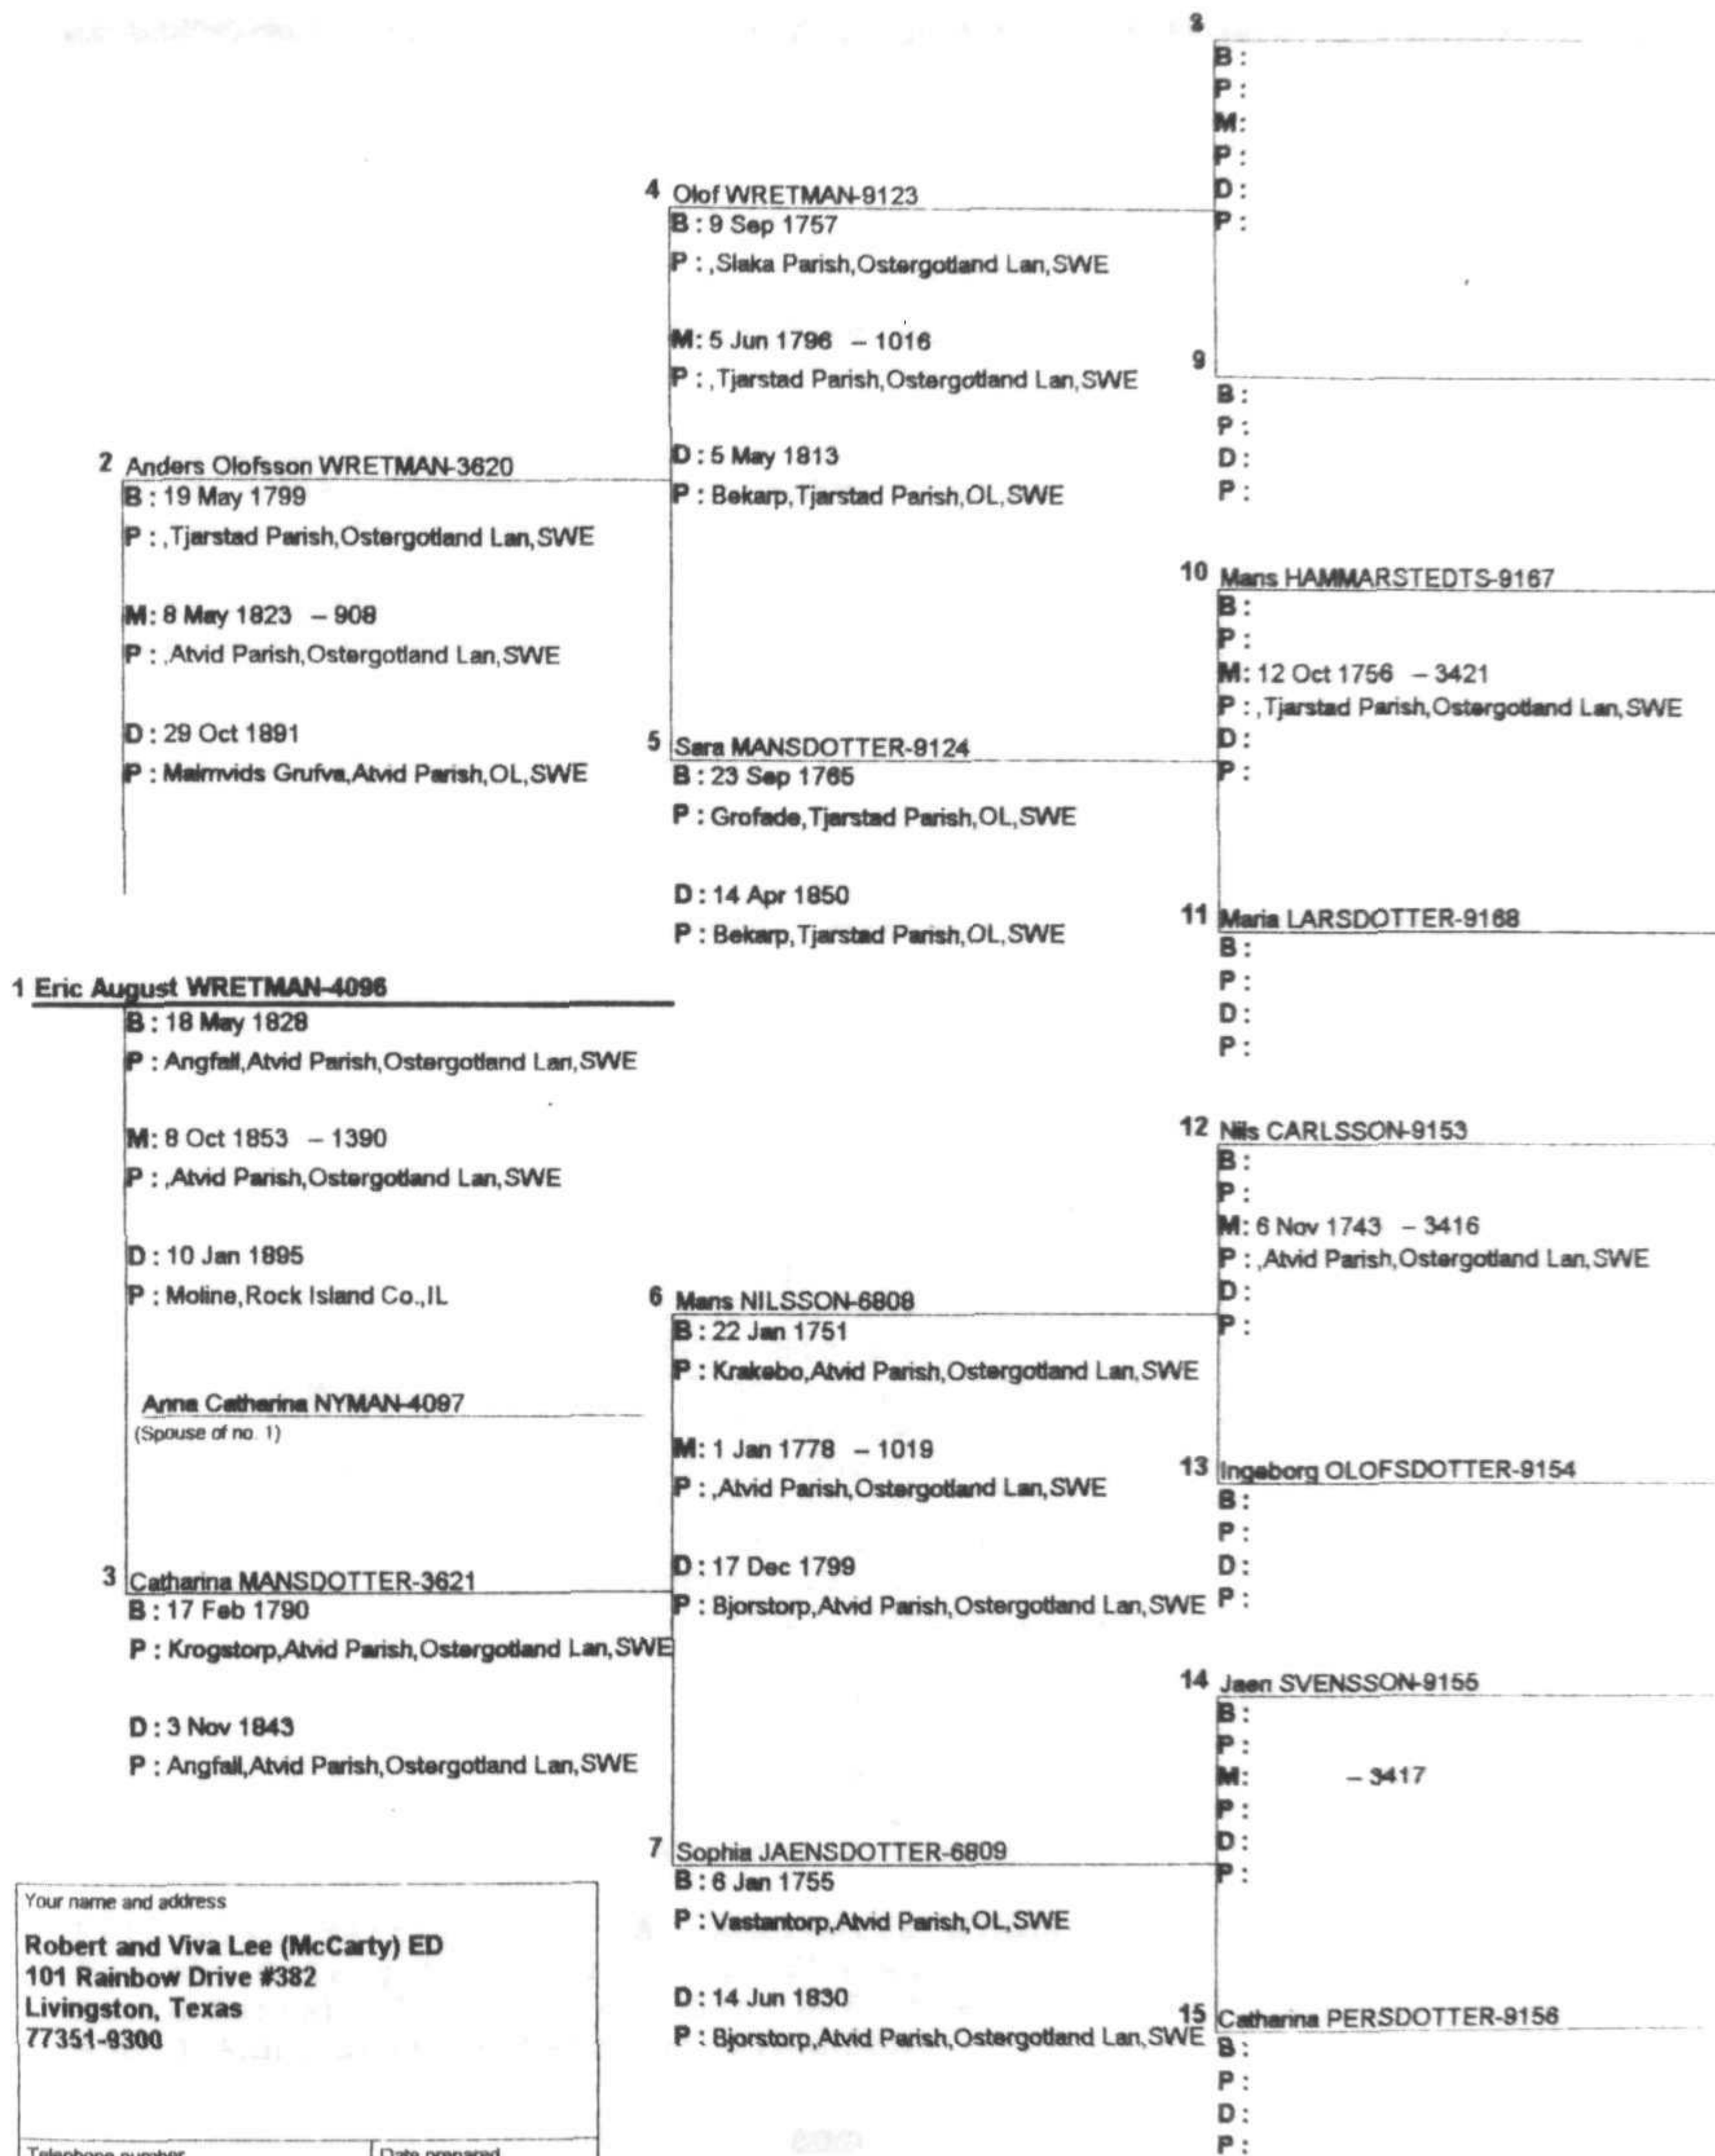 1 Eric August WRETMAN-4096
B : 18 May 1828
P : Angfall,Atvid Parish,Ostergotland Lan,SWE
M: 8 Oct 1853 – 1390
P : ,Atvid Parish,Ostergotland Lan,SWE
D : 10 Jan 1895
P : Moline,Rock Island Co.,IL
Anna Catharina NYMAN-4097
(Spouse of no. 1)
2 Anders Olofsson WRETMAN-3620
B : 19 May 1799
P : ,Tjarstad Parish,Ostergotland Lan,SWE
M: 8 May 1823 – 908
P : ,Atvid Parish,Ostergotland Lan,SWE
D : 29 Oct 1891
P : Malmvids Grufva,Atvid Parish,OL,SWE
3 Catharina MANSDOTTER-3621
B : 17 Feb 1790
P : Krogstorp,Atvid Parish,Ostergotland Lan,SWE
D : 3 Nov 1843
P : Angfall,Atvid Parish,Ostergotland Lan,SWE
4 Olof WRETMAN-9123
B : 9 Sep 1757
P : ,Slaka Parish,Ostergotland Lan,SWE
M: 5 Jun 1796 – 1016
P : ,Tjarstad Parish,Ostergotland Lan,SWE
D : 5 May 1813
P : Bekarp,Tjarstad Parish,OL,SWE
5 Sara MANSDOTTER-9124
B : 23 Sep 1765
P : Grofade,Tjarstad Parish,OL,SWE
D : 14 Apr 1850
P : Bekarp,Tjarstad Parish,OL,SWE
6 Mans NILSSON-6808
B : 22 Jan 1751
P : Krakebo,Atvid Parish,Ostergotland Lan,SWE
M: 1 Jan 1778 – 1019
P : ,Atvid Parish,Ostergotland Lan,SWE
D : 17 Dec 1799
P : Bjorstorp,Atvid Parish,Ostergotland Lan,SWE
7 Sophia JAENSDOTTER-6809
B : 6 Jan 1755
P : Vastantorp,Atvid Parish,OL,SWE
D : 14 Jun 1830
P : Bjorstorp,Atvid Parish,Ostergotland Lan,SWE
8
B :
P :
M:
P :
D :
P :
9
B :
P :
D :
P :
10 Mans HAMMARSTEDTS-9167
B :
P :
M: 12 Oct 1756 – 3421
P : ,Tjarstad Parish,Ostergotland Lan,SWE
D :
P :
11 Maria LARSDOTTER-9168
B :
P :
D :
P :
12 Nils CARLSSON-9153
B :
P :
M: 6 Nov 1743 – 3416
P : ,Atvid Parish,Ostergotland Lan,SWE
D :
P :
13 Ingeborg OLOFSDOTTER-9154
B :
P :
D :
P :
14 Jaen SVENSSON-9155
B :
P :
M: – 3417
P :
D :
P :
15 Catharina PERSDOTTER-9156
B :
P :
D :
P :
Your name and address
Robert and Viva Lee (McCarty) ED
101 Rainbow Drive #382
Livingston, Texas
77351-9300
Telephone number
Date prepared